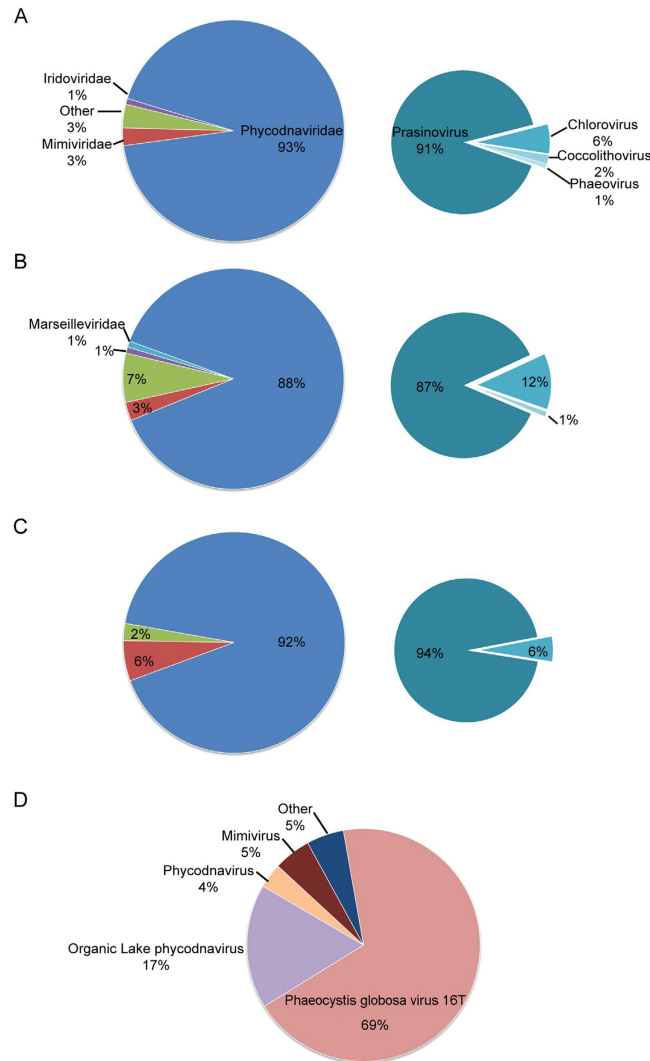 A
Iridoviridae
1%
Other
3%
Mimiviridae
3%
Phycodnaviridae
93%
Prasinovirus
91%
Chlorovirus
6%
Coccolithovirus
2%
Phaeovirus
1%
B
Marseilleviridae
1%
1%
7%
3%
88%
87%
12%
1%
C
2%
6%
92%
94%
6%
D
Other
5%
Mimivirus
5%
Phycodnavirus
4%
Organic Lake phycodnavirus
17%
Phaeocystis globosa virus 16T
69%